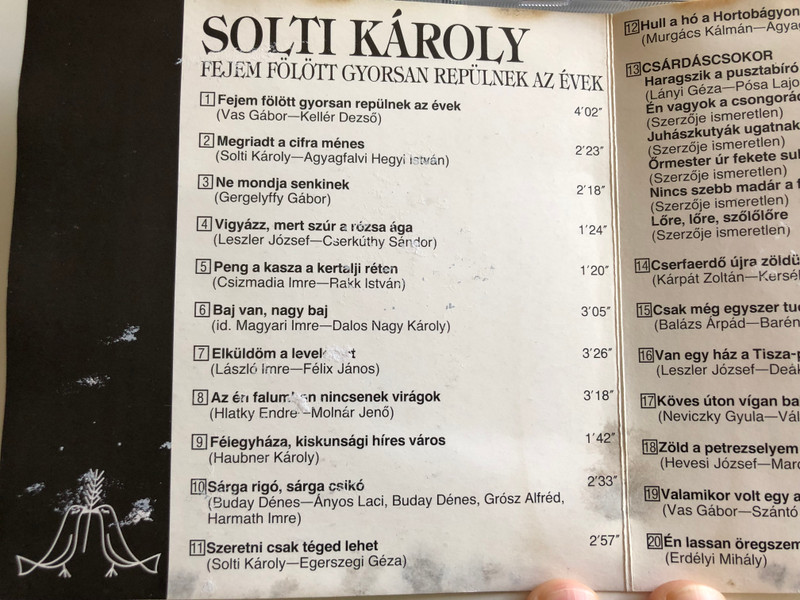 SOLTI KÁROLY
FEJEM FÖLÖTT GYORSAN REPÜLNEK AZ ÉVEK
1 Fejem fölött gyorsan repülnek az évek 4'02"
(Vas Gábor—Kellér Dezső)
2 Megriadt a cifra ménes 2'23"
(Solti Károly—Agyagfalvi Hegyi István)
3 Ne mondja senkinek 2'18"
(Gergelyffy Gábor)
4 Vigyázz, mert szúr a rózsa ága 1'24"
(Leszler József—Cserkúthy Sándor)
5 Peng a kasza a kertalji réten 1'20"
(Csizmadia Imre—Rakk István)
6 Baj van, nagy baj 3'05"
(id. Magyari Imre—Dalos Nagy Károly)
7 Elküldöm a 3'26"
(László Imre—Félix János)
8 Az én nincsenek virágok 3'18"
(Hlatky Endre—Molnár Jenő)
9 Félegyháza, kiskunsági híres város 1'42"
(Haubner Károly)
10 Sárga rigó, sárga csikó 2'33"
(Buday Dénes—Ányos Laci, Buday Dénes, Grósz Alfréd,
Harmath Imre)
11 Szeretni csak téged lehet 2'57"
(Solti Károly—Egerszegi Géza)
12 Hull a hó a Hortobágyon
(Murgács Kálmán—
13 CSÁRDÁSCSOKOR
Haragszik a pusztabíró
(Lányi Géza—Pósa
Én vagyok a
(Szerzője ismeretlen)
Juhászkutyák ugatnak
(Szerzője ismeretlen)
Őrmester úr fekete
(Szerzője ismeretlen)
Nincs szebb madár a
(Szerzője ismeretlen)
Lőre, lőre, szőlőlőre
(Szerzője ismeretlen)
14 Cserfaerdő újra
(Kárpát Zoltán—
15 Csak még egyszer
(Balázs Árpád—
16 Van egy ház a
(Leszler József—
17 Köves úton vígan
(Neviczky Gyula—
18 Zöld a petrezselyem
(Hevesi József—
19 Valamikor volt egy
(Vas Gábor—Szántó
20 Én lassan
(Erdélyi Mihály)